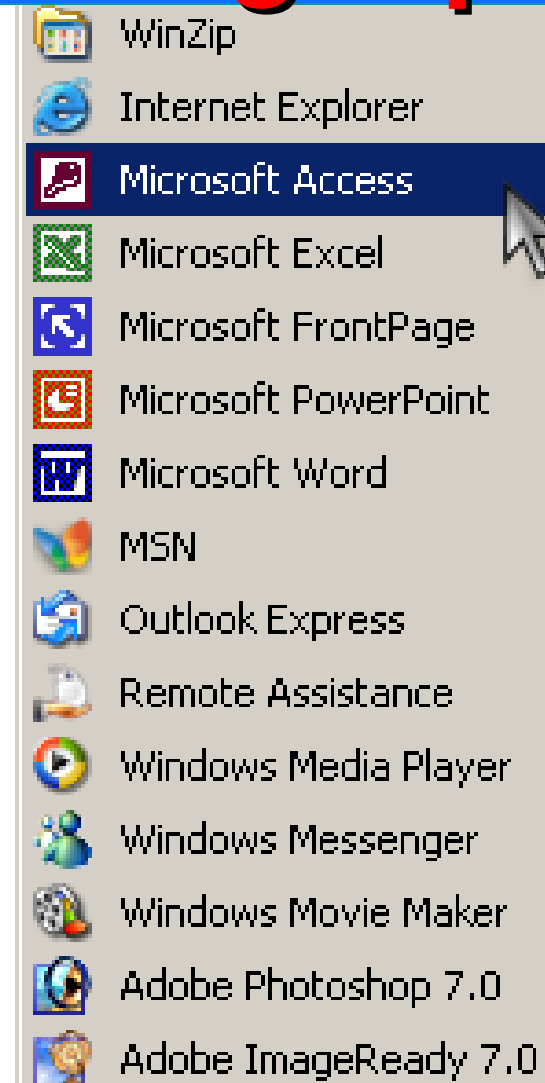 WinZip
Internet Explorer
Microsoft Access
Microsoft Excel
Microsoft FrontPage
Microsoft PowerPoint
Microsoft Word
MSN
Outlook Express
Remote Assistance
Windows Media Player
Windows Messenger
Windows Movie Maker
Adobe Photoshop 7.0
Adobe ImageReady 7.0